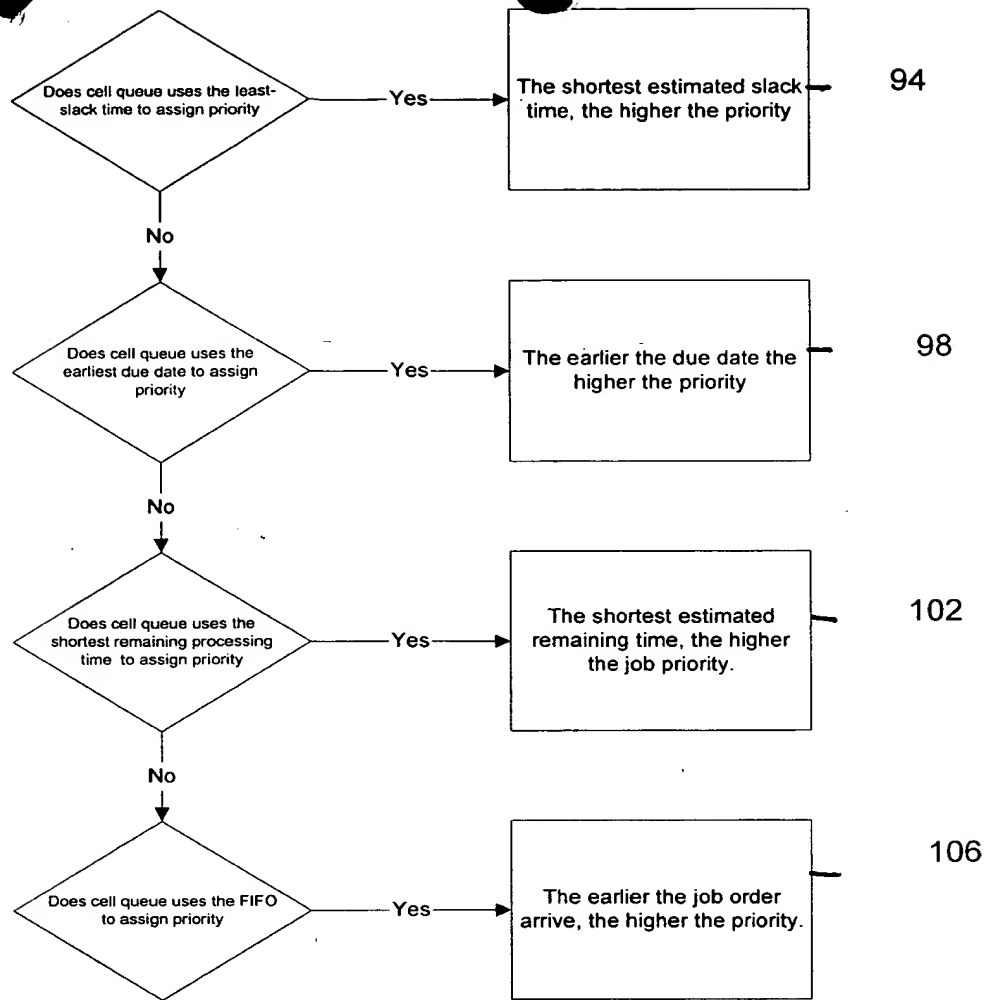 Does cell queue uses the least-
slack time to assign priority
Yes
The shortest estimated slack
time, the higher the priority
94
No
Does cell queue uses the
earliest due date to assign
priority
Yes
The earlier the due date the
higher the priority
98
No
Does cell queue uses the
shortest remaining processing
time to assign priority
Yes
The shortest estimated
remaining time, the higher
the job priority.
102
No
Does cell queue uses the FIFO
to assign priority
Yes
The earlier the job order
arrive, the higher the priority.
106